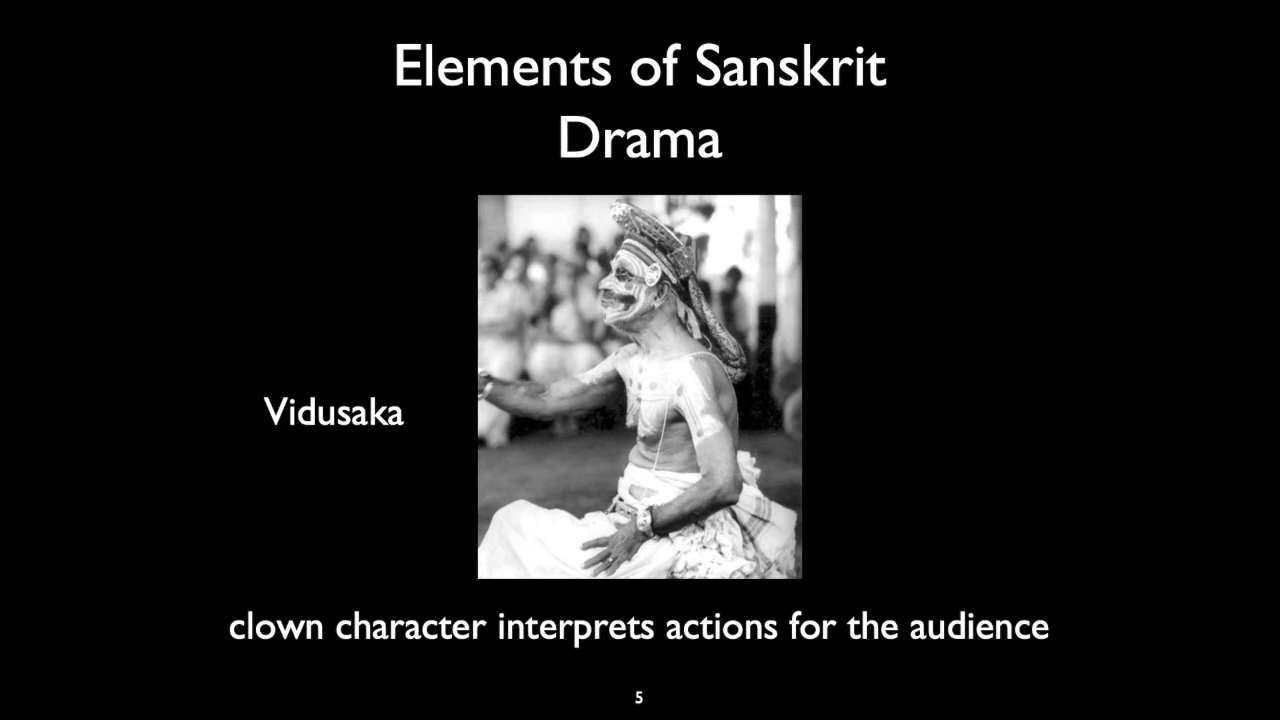 Elements of Sanskrit
Drama
Vidusaka
clown character interprets actions for the audience
5